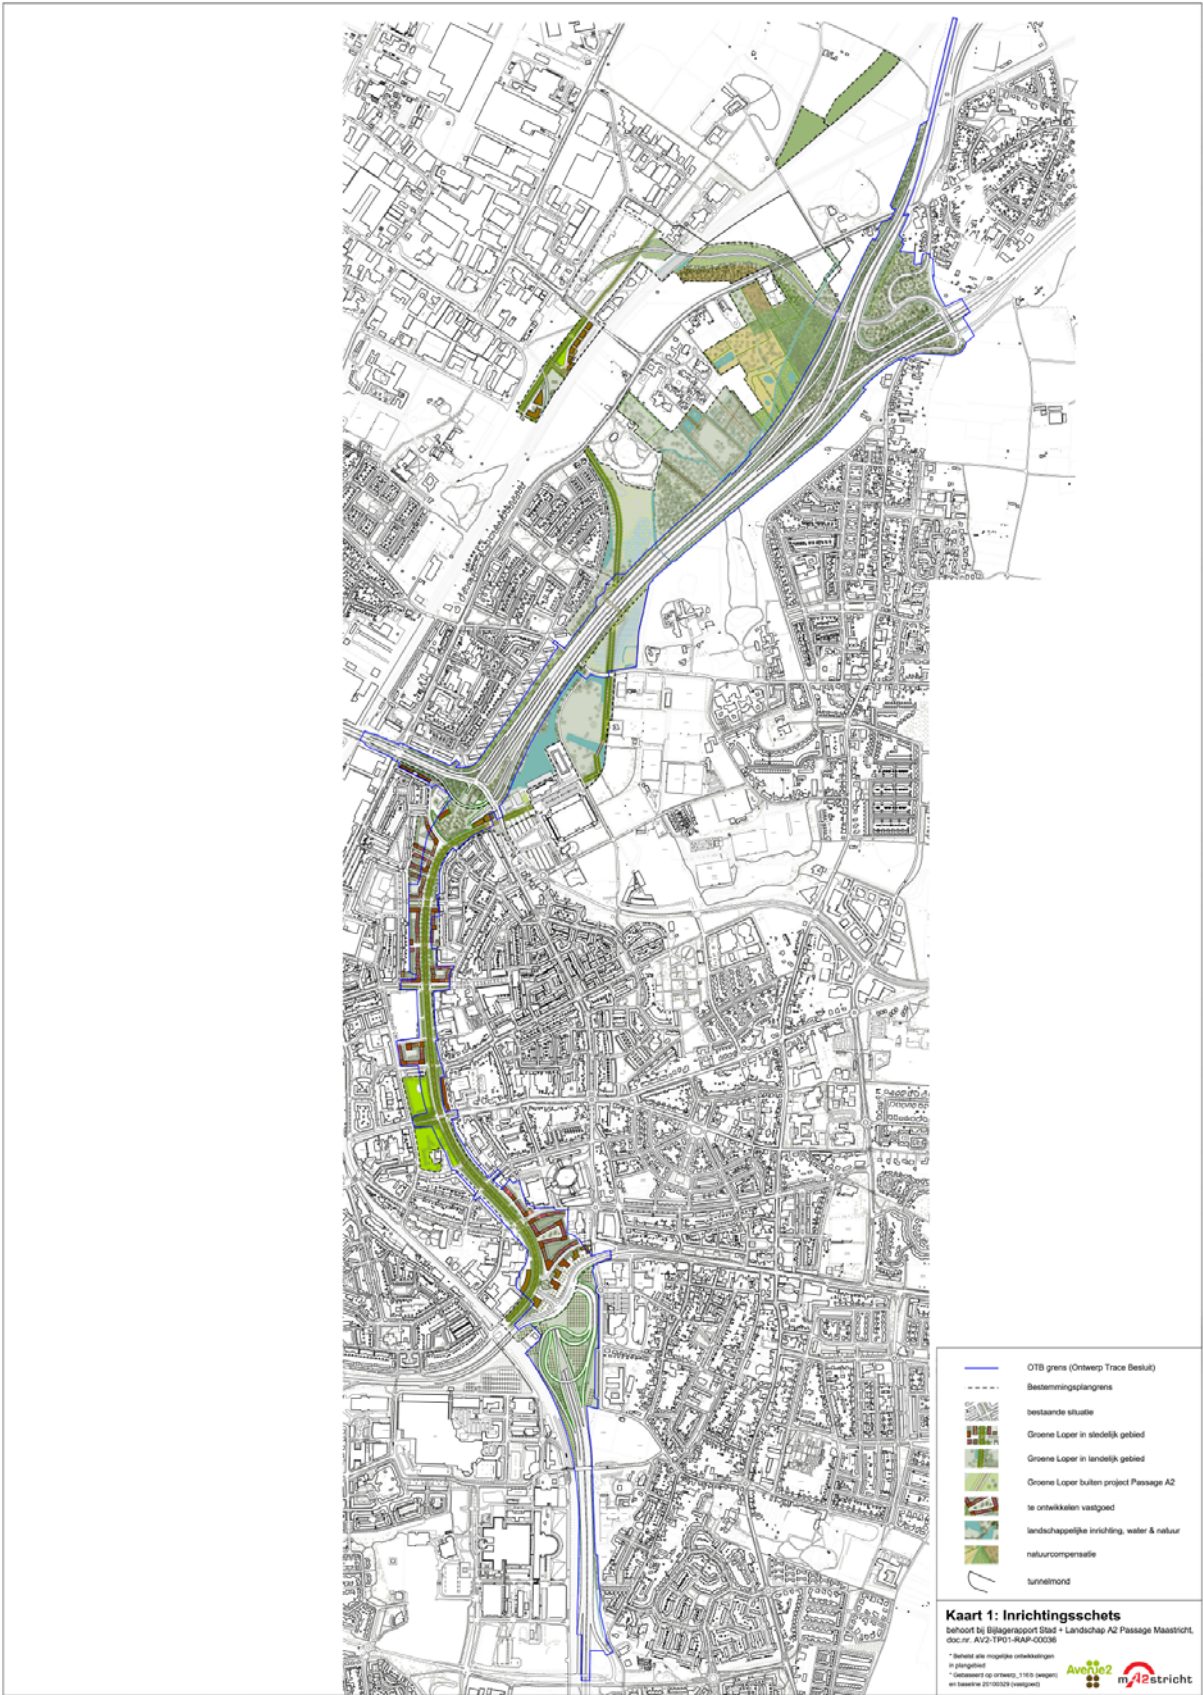 OTB grens (Ontwerp Trace Besluit)
Bestemmingsplangrens
bestaande situatie
Groene Loper in stedelijk gebied
Groene Loper in landelijk gebied
Groene Loper buiten project Passage A2
te ontwikkelen vastgoed
landschappelijke inrichting, water & natuur
natuurcompensatie
tunnelmond
Kaart 1: Inrichtingsschets
behoort bij Bijlagerapport Stad + Landschap A2 Passage Maastricht,
doc.nr. AV2-TP01-RAP-00036
* Behelst alle mogelijke ontwikkelingen
in plangebied
* Gebaseerd op ontwerp_116 (wegen)
en baseline 20100329 (vastgoed)
Avenue2
mA2stricht